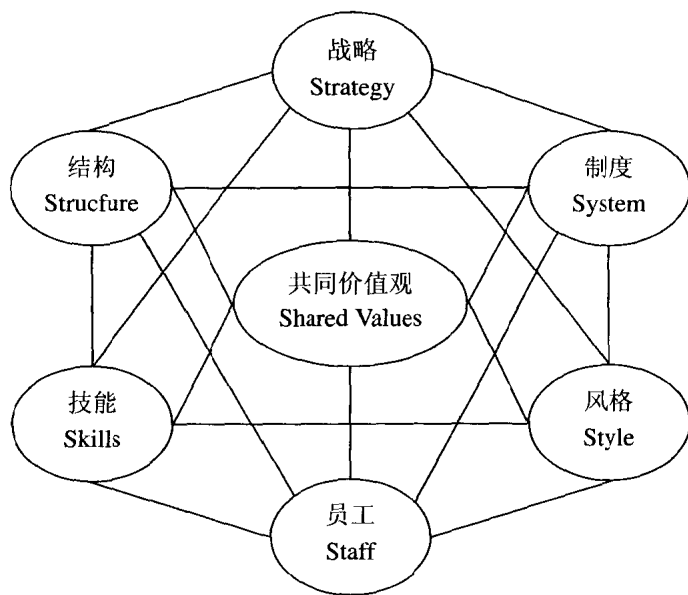 战略
Strategy
结构
Strucfure
制度
System
共同价值观
Shared Values
技能
Skills
风格
Style
员工
Staff